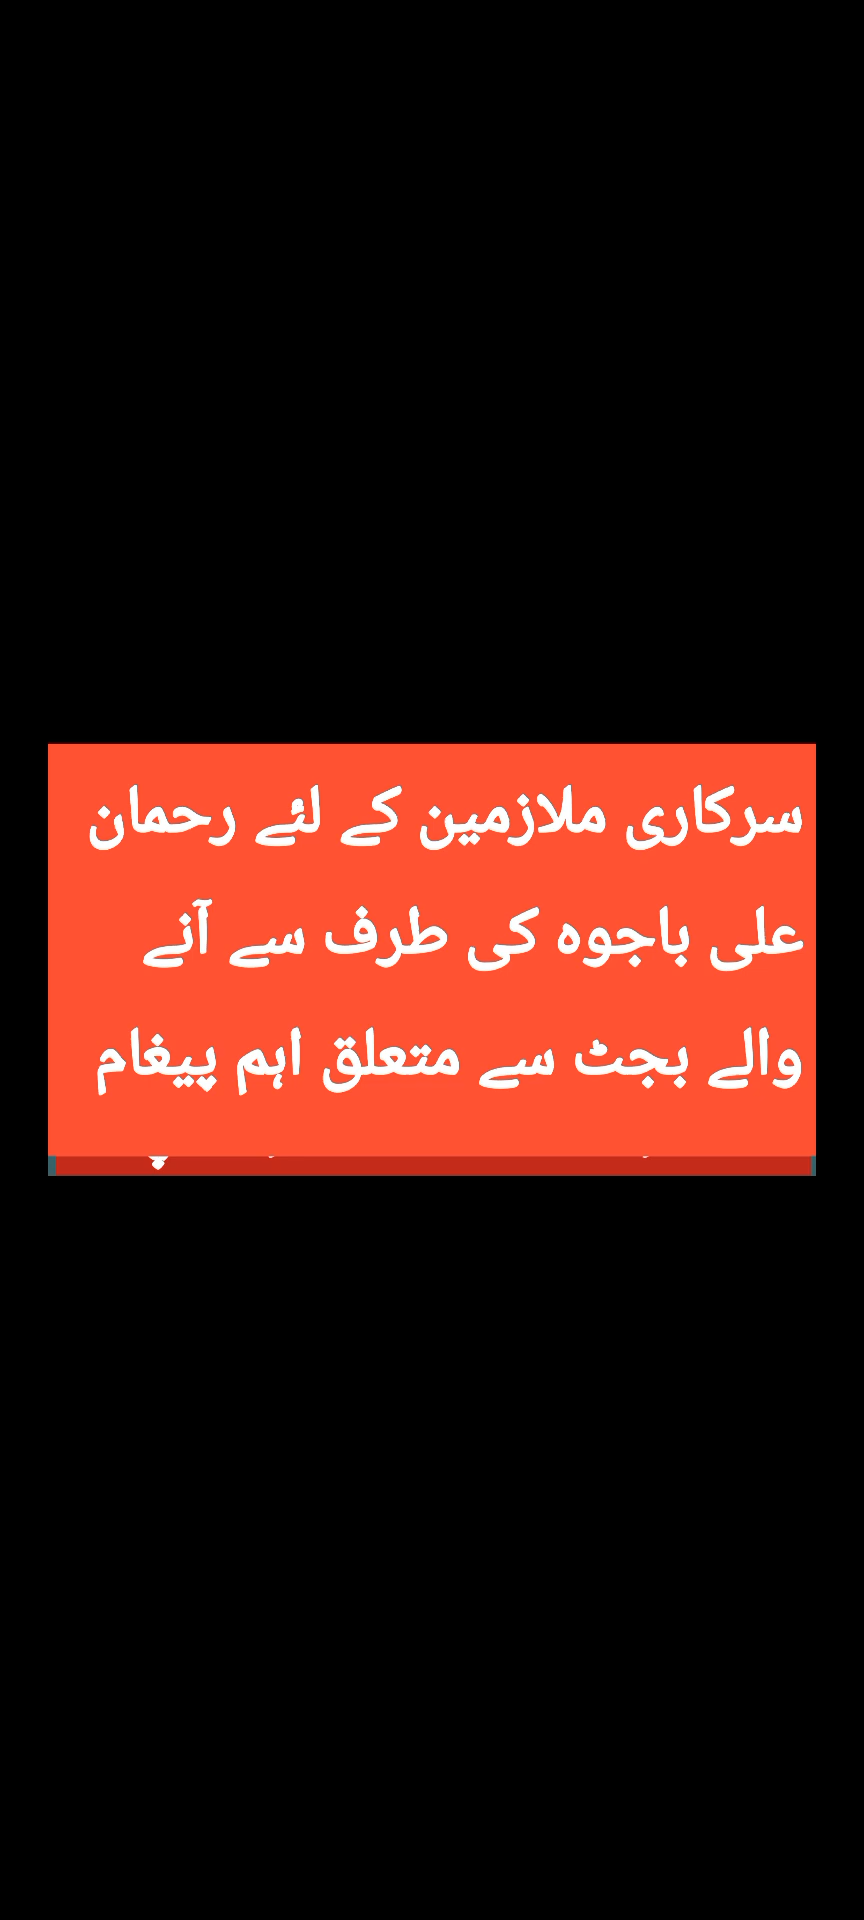 سرکاری ملازمین کے لئے رحمان
علی باجوہ کی طرف سے آنے
والے بجٹ سے متعلق اہم پیغام